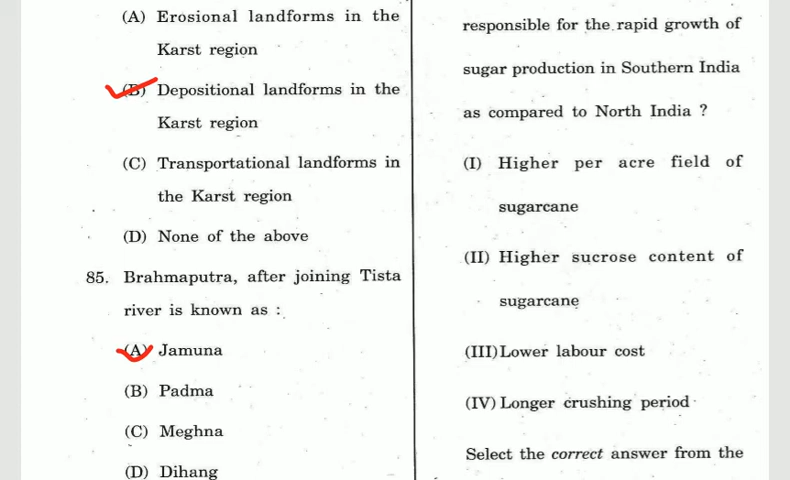 (A) Erosional landforms in the
Karst region
(B) Depositional landforms in the
Karst region
(C) Transportational landforms in
the Karst region
(D) None of the above
85. Brahmaputra, after joining Tista
river is known as :
(A) Jamuna
(B) Padma
(C) Meghna
(D) Dihang
responsible for the rapid growth of
sugar production in Southern India
as compared to North India ?
(I) Higher per acre field of
sugarcane
(II) Higher sucrose content of
sugarcane
(III) Lower labour cost
(IV) Longer crushing period
Select the correct answer from the